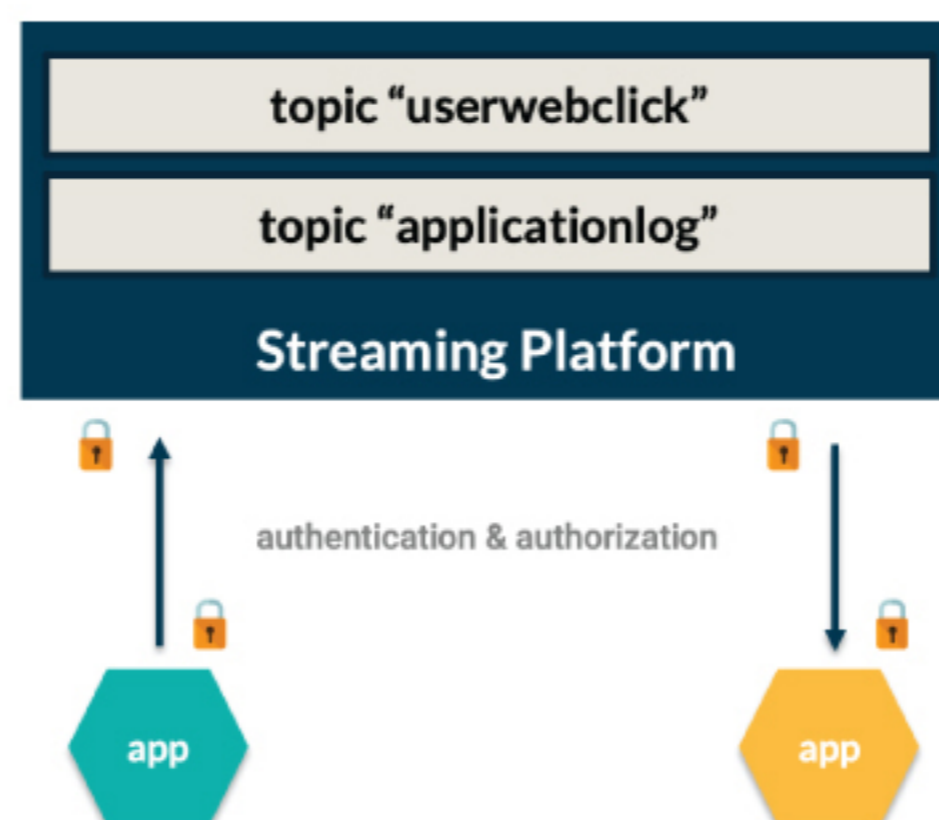 topic “userwebclick”
topic “applicationlog”
Streaming Platform
authentication & authorization
app
app